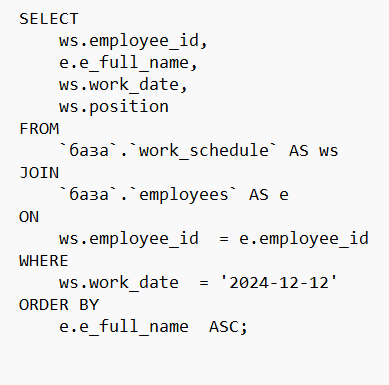 SELECT
    ws.employee_id,
    e.e_full_name,
    ws.work_date,
    ws.position
FROM
    `база`.`work_schedule` AS ws
JOIN
    `база`.`employees` AS e
ON
    ws.employee_id  = e.employee_id
WHERE
    ws.work_date  = '2024-12-12'
ORDER BY
    e.e_full_name  ASC;